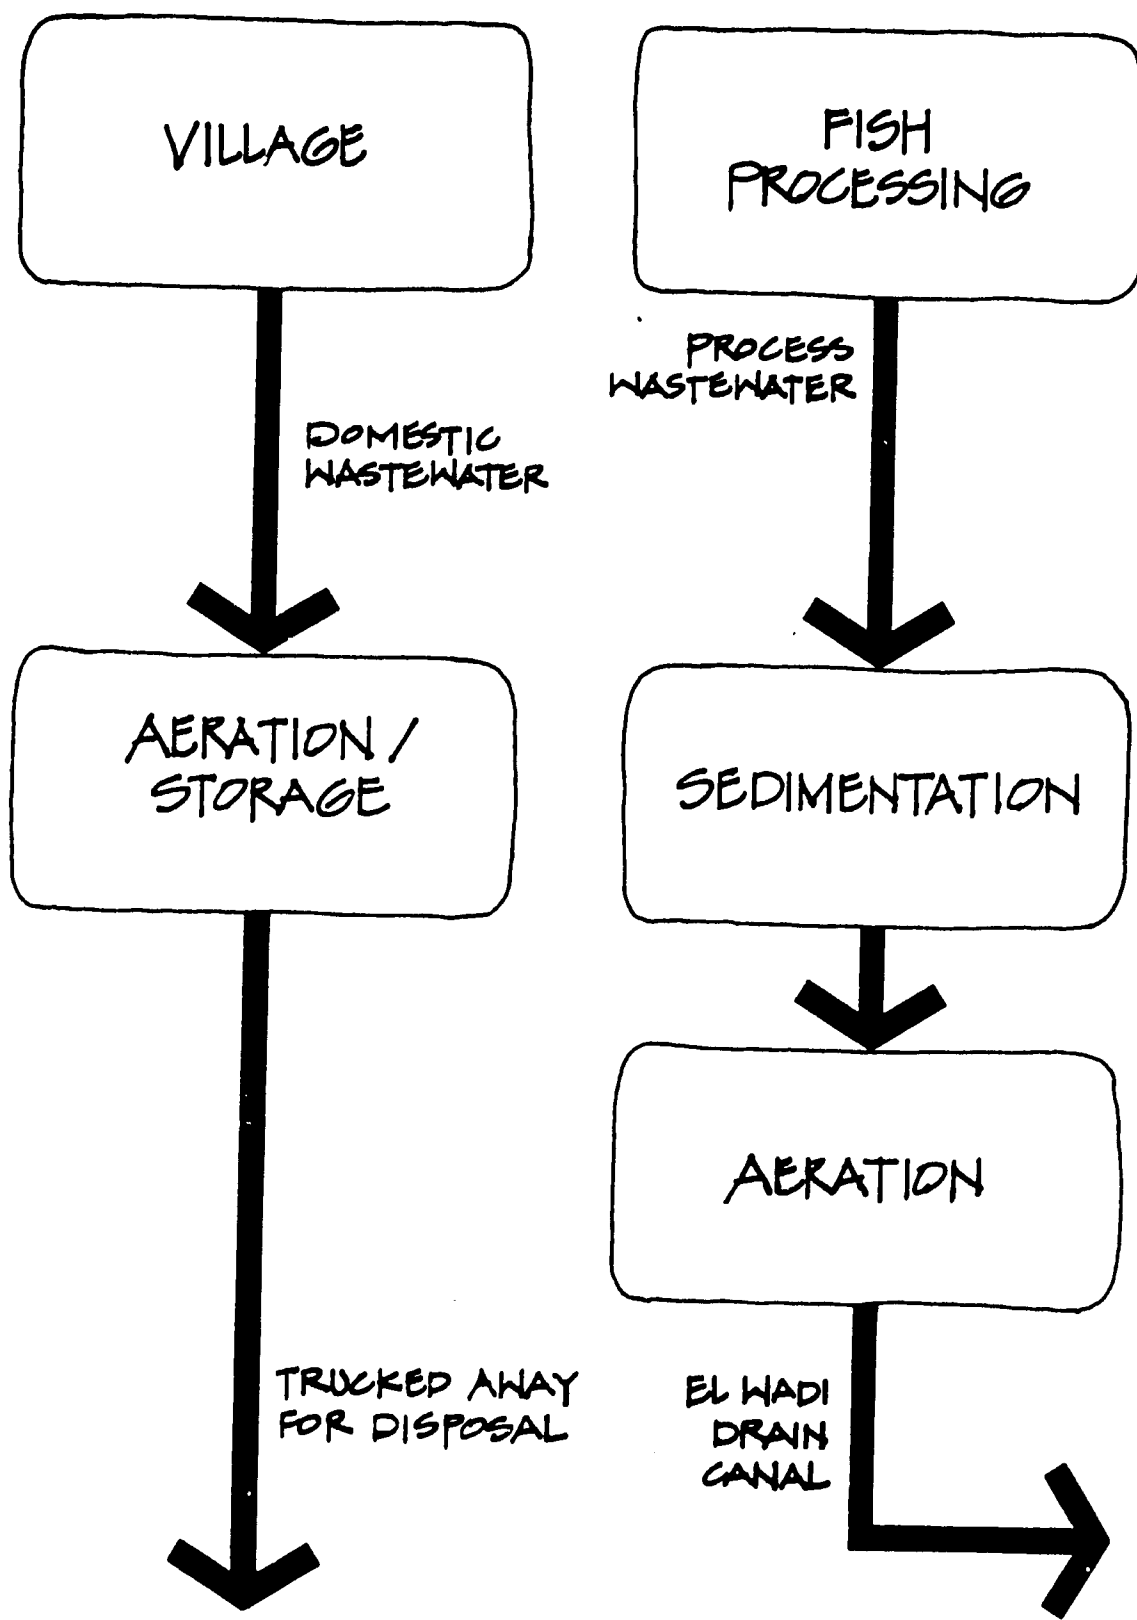 VILLAGE
FISH
PROCESSING
PROCESS
WASTEWATER
DOMESTIC
WASTEWATER
AERATION /
STORAGE
SEDIMENTATION
AERATION
TRUCKED AWAY
FOR DISPOSAL
EL WADI
DRAIN
CANAL